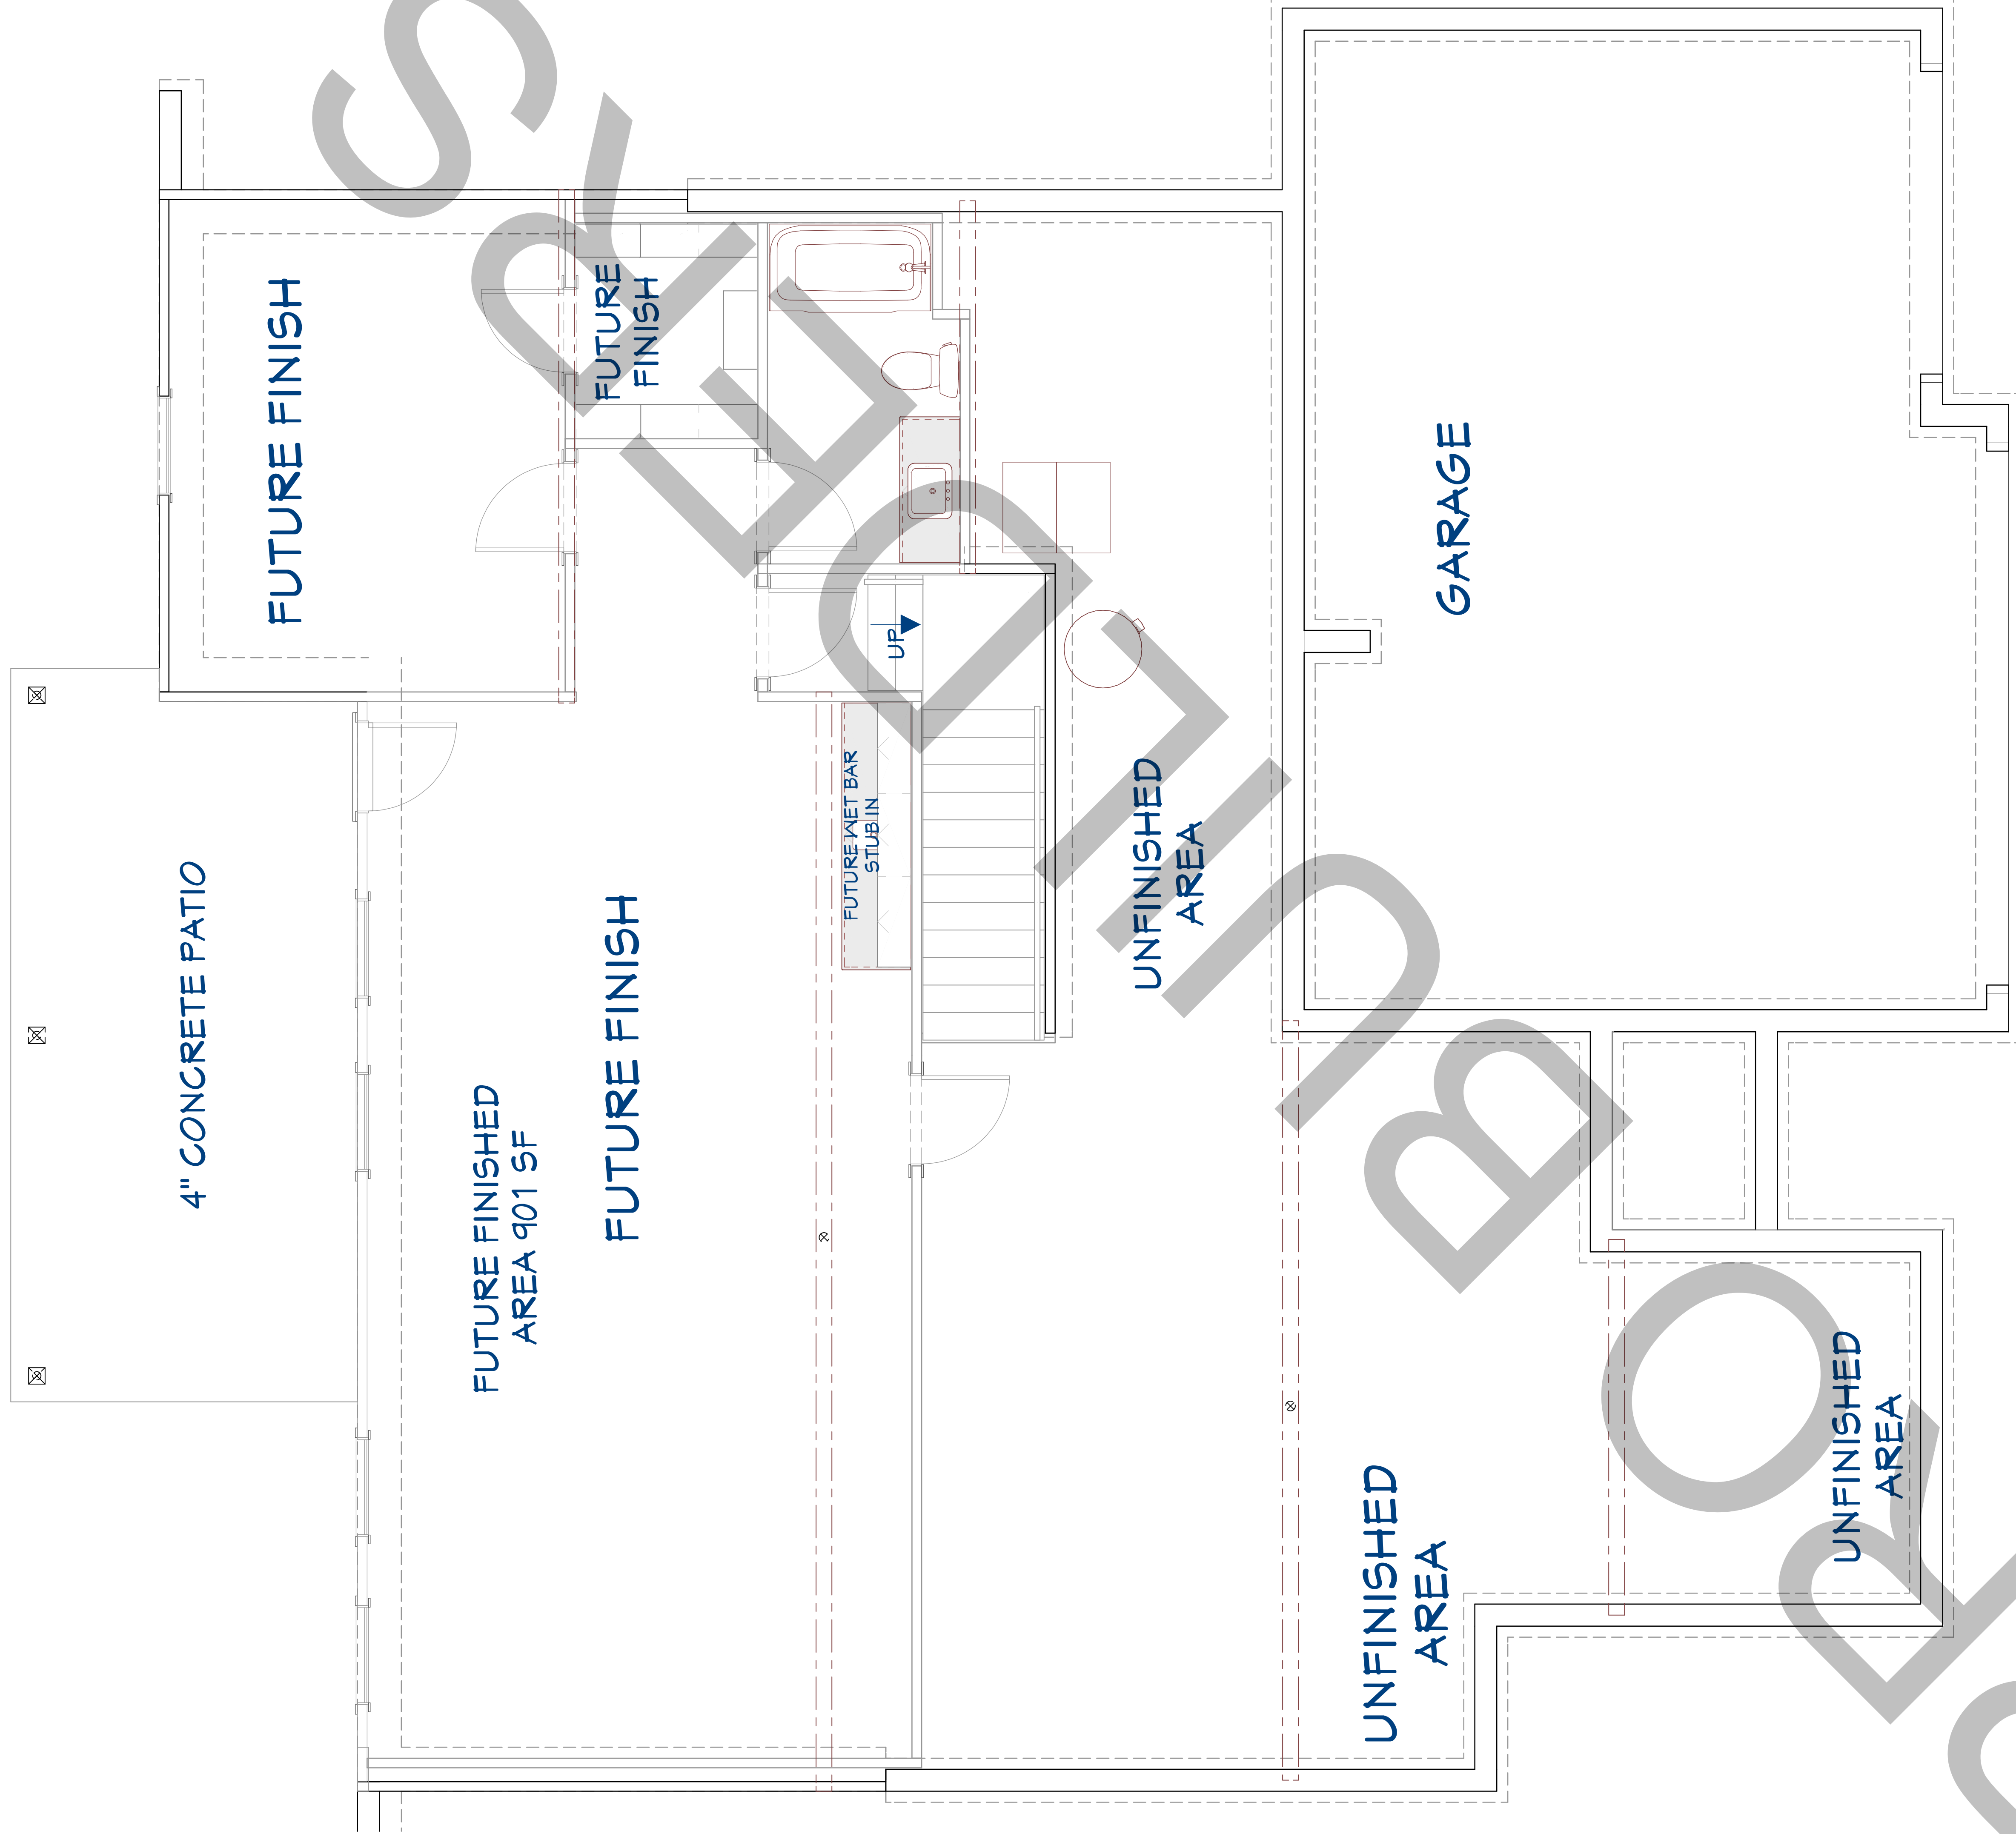 4" CONCRETE PATIO
FUTURE FINISH
FUTURE FINISHED
AREA 901 SF
FUTURE FINISH
FUTURE
FINISH
FUTURE WET BAR
STUB IN
UP
UNFINISHED
AREA
GARAGE
UNFINISHED
AREA
UNFINISHED
AREA
PROBUILDERS